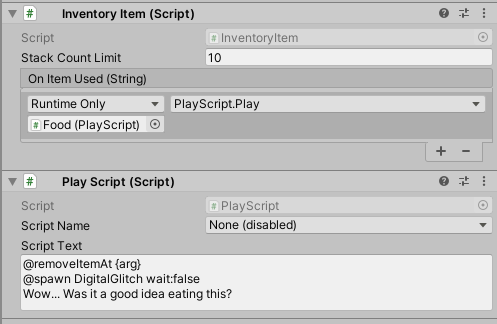 Inventory Item (Script)
Script
InventoryItem
Stack Count Limit
10
On Item Used (String)
Runtime Only
PlayScript.Play
Food (PlayScript)
Play Script (Script)
Script
PlayScript
Script Name
None (disabled)
Script Text
@removeItemAt {arg}
@spawn DigitalGlitch wait:false
Wow... Was it a good idea eating this?